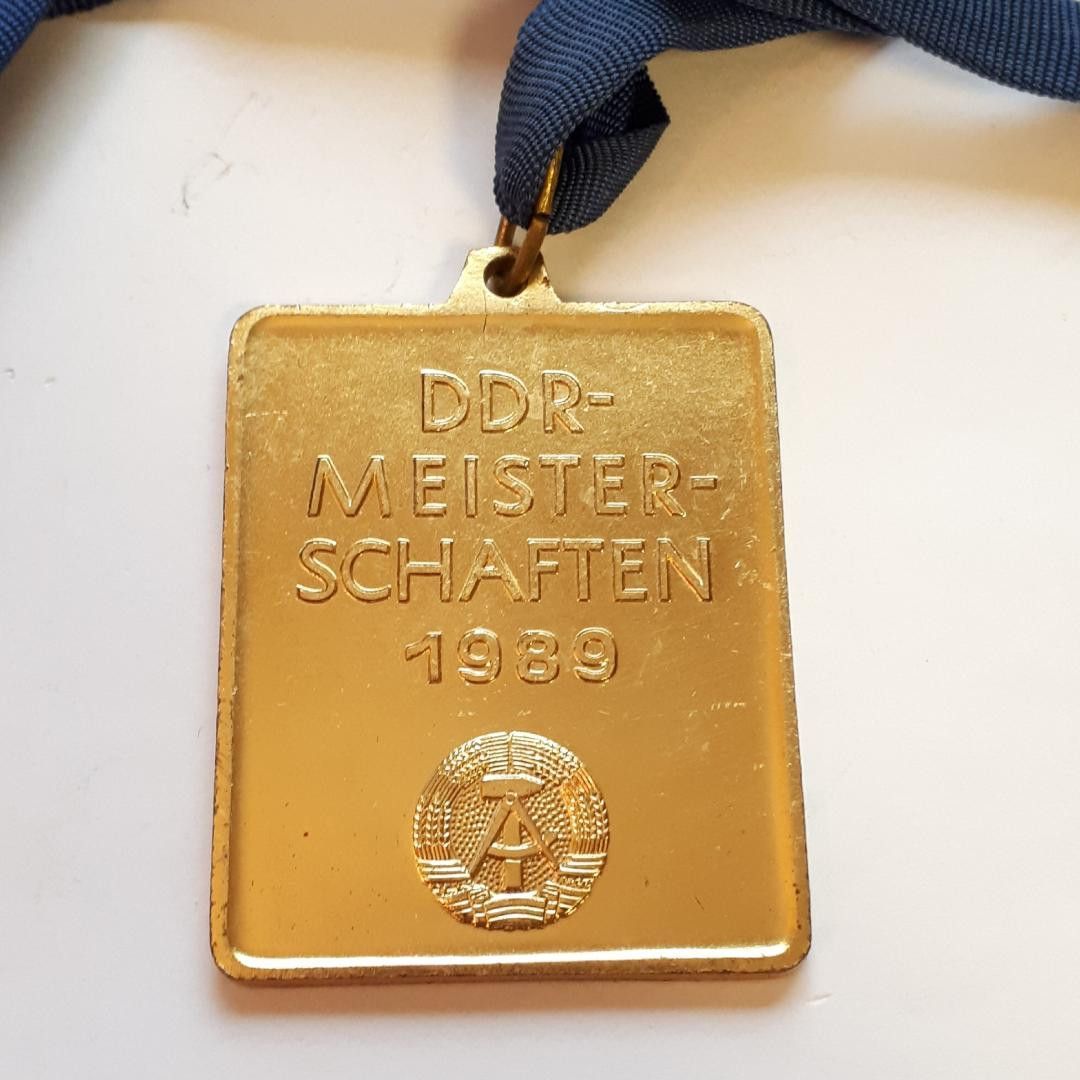 DDR-
MEISTER-
SCHAFTEN
1989